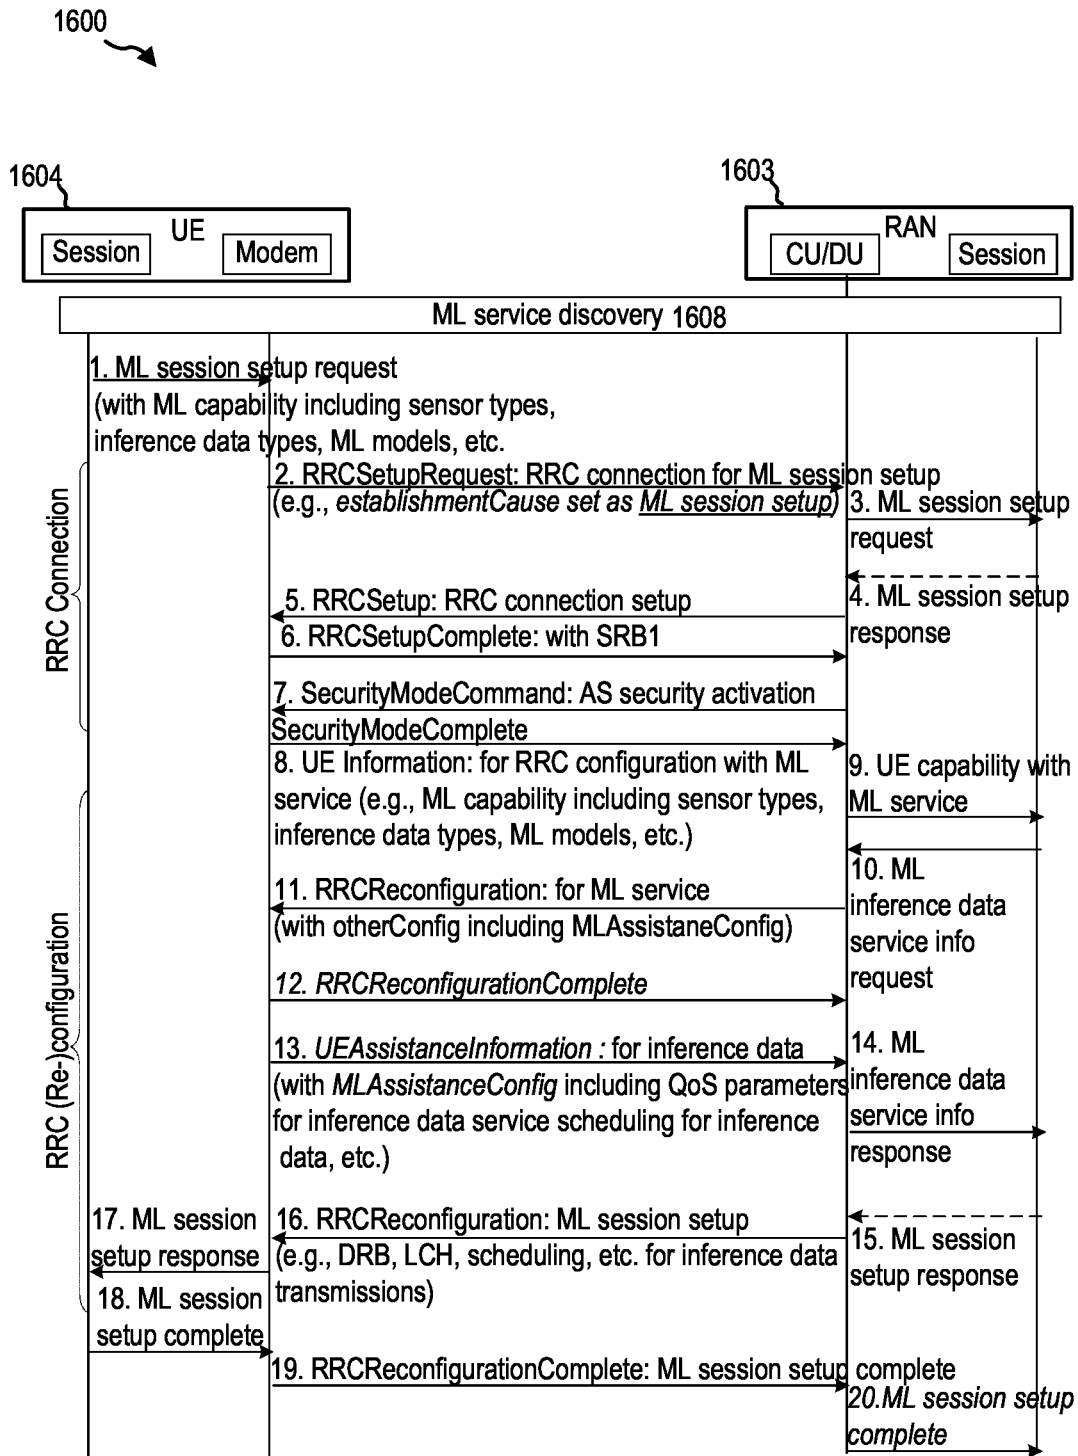 1600
1604
1603
UE
Session
Modem
RAN
CU/DU
Session
ML service discovery 1608
1. ML session setup request
(with ML capability including sensor types,
inference data types, ML models, etc.
RRC Connection
2. RRCSetupRequest: RRC connection for ML session setup
(e.g., establishmentCause set as ML session setup)
3. ML session setup
request
4. ML session setup
response
5. RRCSetup: RRC connection setup
6. RRCSetupComplete: with SRB1
7. SecurityModeCommand: AS security activation
SecurityModeComplete
8. UE Information: for RRC configuration with ML
service (e.g., ML capability including sensor types,
inference data types, ML models, etc.)
9. UE capability with
ML service
RRC (Re-)configuration
10. ML
inference data
service info
request
11. RRCReconfiguration: for ML service
(with otherConfig including MLAssistaneConfig)
12. RRCReconfigurationComplete
13. UEAssistanceInformation : for inference data
(with MLAssistanceConfig including QoS parameters
for inference data service scheduling for inference
data, etc.)
14. ML
inference data
service info
response
15. ML session
setup response
16. RRCReconfiguration: ML session setup
(e.g., DRB, LCH, scheduling, etc. for inference data
transmissions)
17. ML session
setup response
18. ML session
setup complete
19. RRCReconfigurationComplete: ML session setup complete
20.ML session setup
complete